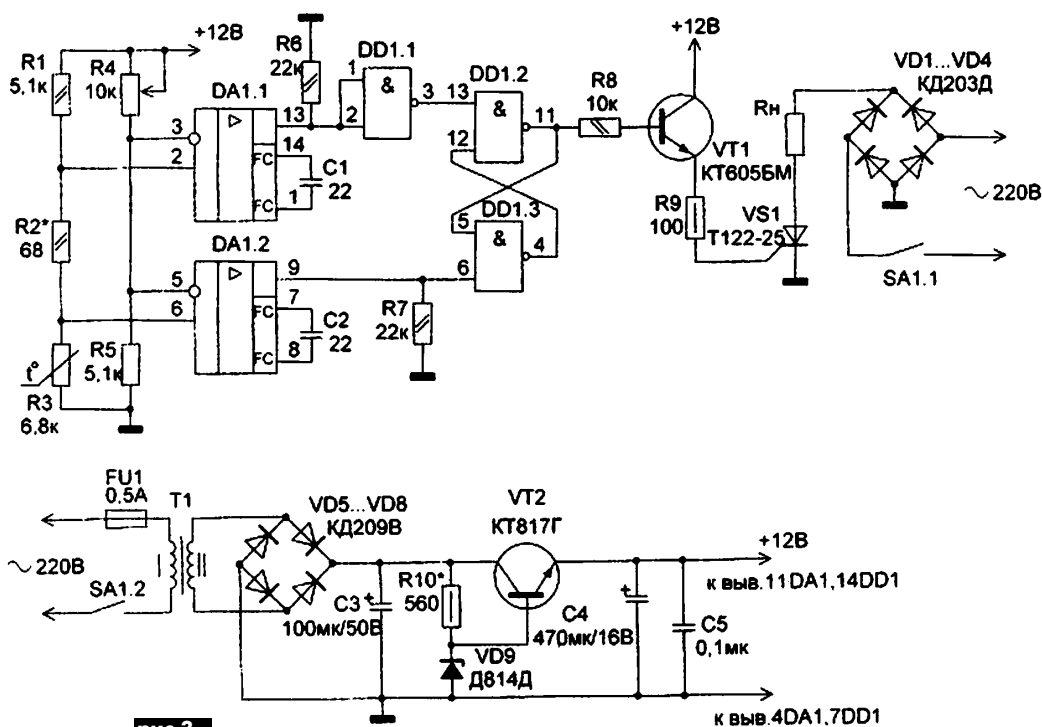 +12В
R1
5,1к
R4
10к
R6
22к
DD1.1
&
1
2
3
DA1.1
3
2
13
14
FC
1
FC
C1
22
DD1.2
13
12
&
11
R8
10к
+12В
VT1
КТ605БМ
R9
100
VS1
Т122-25
Rн
VD1...VD4
КД203Д
~ 220В
SA1.1
R2*
68
DA1.2
5
6
9
7
FC
8
FC
C2
22
DD1.3
5
6
&
4
R7
22к
t°
R3
6,8к
R5
5,1к
FU1
0.5А
T1
I
II
~ 220В
SA1.2
VD5...VD8
КД209В
C3
+
100мк/50В
R10*
560
VT2
КТ817Г
VD9
Д814Д
C4
+
470мк/16В
C5
0,1мк
+12В
к выв.11DA1,14DD1
к выв.4DA1,7DD1